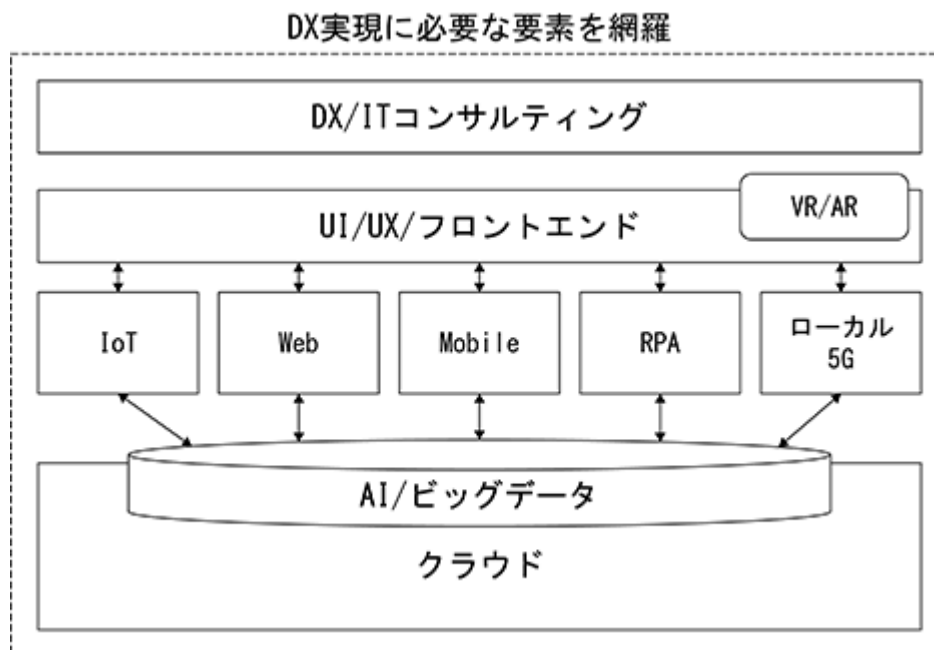 DX実現に必要な要素を網羅
DX/ITコンサルティング
VR/AR
UI/UX/フロントエンド
IoT
Web
Mobile
RPA
ローカル
5G
AI/ビッグデータ
クラウド